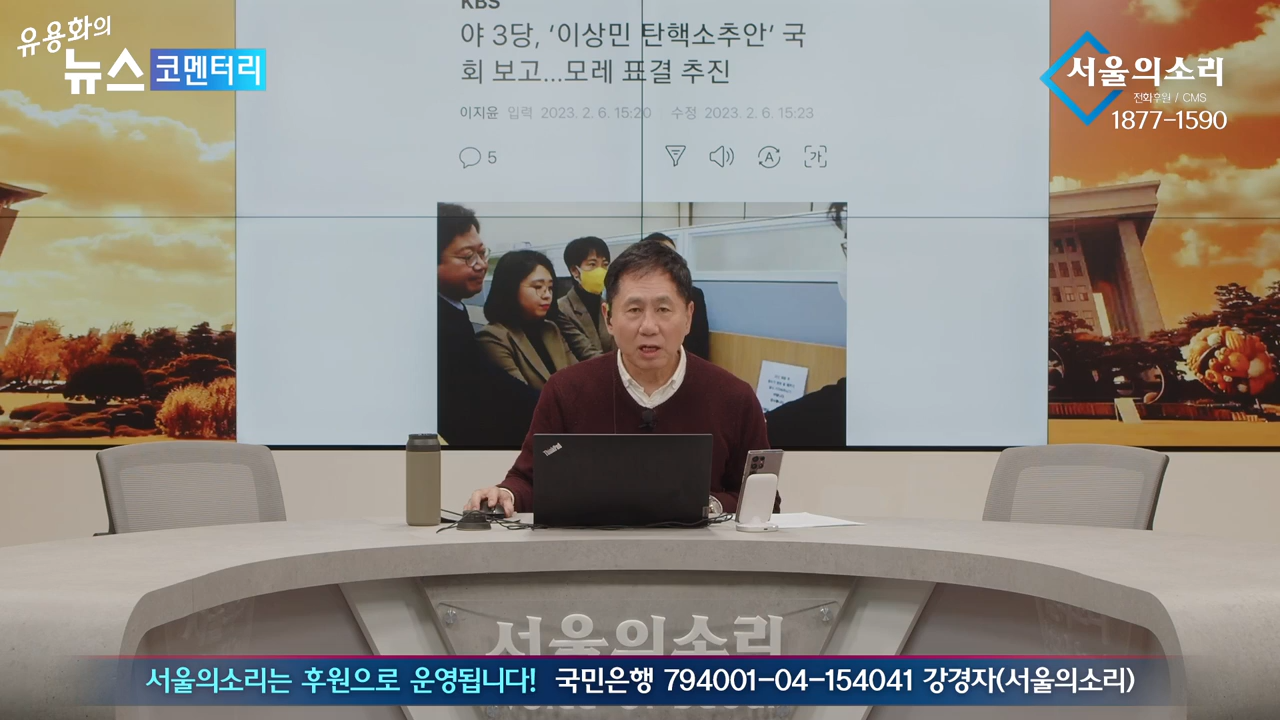 유용화의
뉴스 코멘터리
KBS
야 3당, ‘이상민 탄핵소추안’ 국
회 보고...모레 표결 추진
이지윤 입력 2023. 2. 6. 15:20 수정 2023. 2. 6. 15:23
5
A
가
서울의소리
전화후원 / CMS
1877-1590
ThinkPad
서울의소리
서울의소리는 후원으로 운영됩니다! 국민은행 794001-04-154041 강경자(서울의소리)